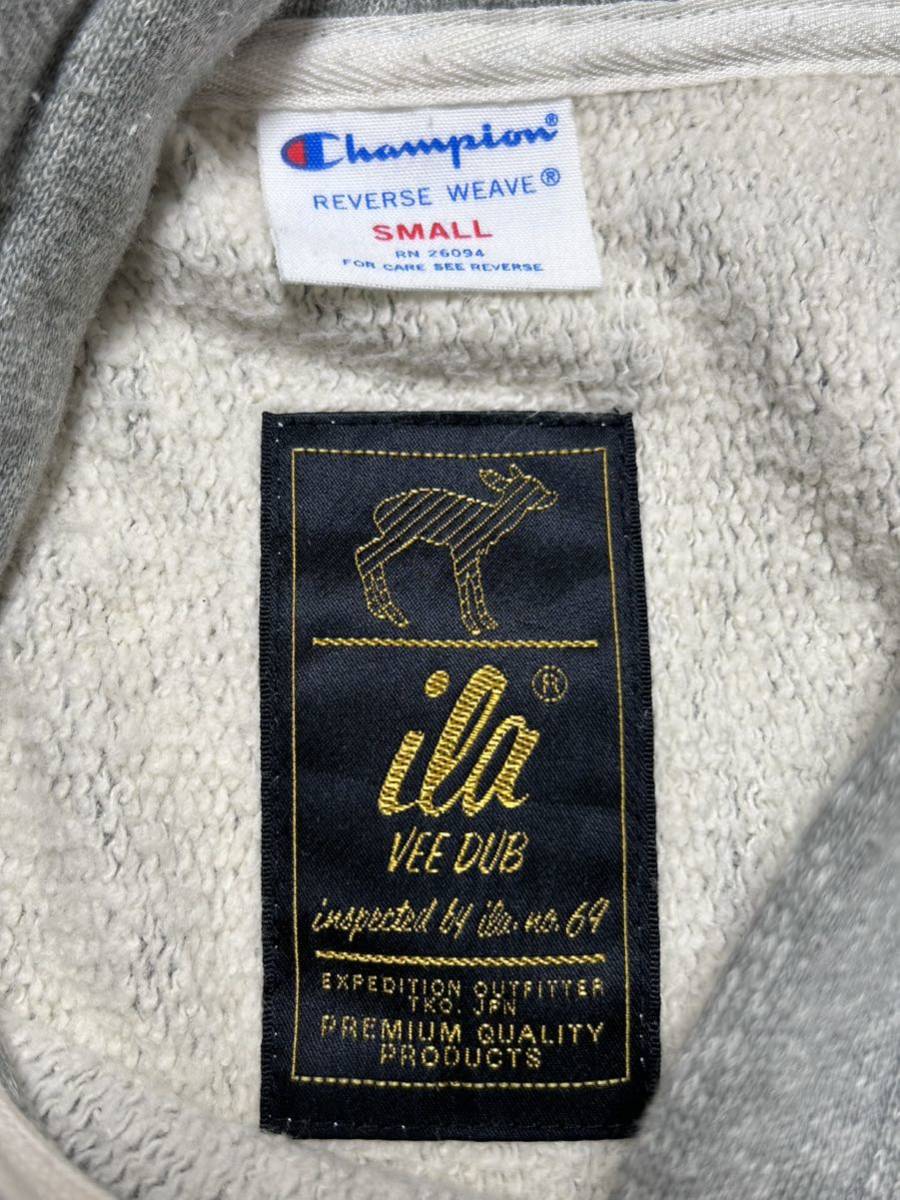 Champion®
REVERSE WEAVE®
SMALL
RN 26094
FOR CARE SEE REVERSE
ila®
VEE DUB
inspected by ila. no. 69
EXPEDITION OUTFITTER
TKO. JPN
PREMIUM QUALITY
PRODUCTS